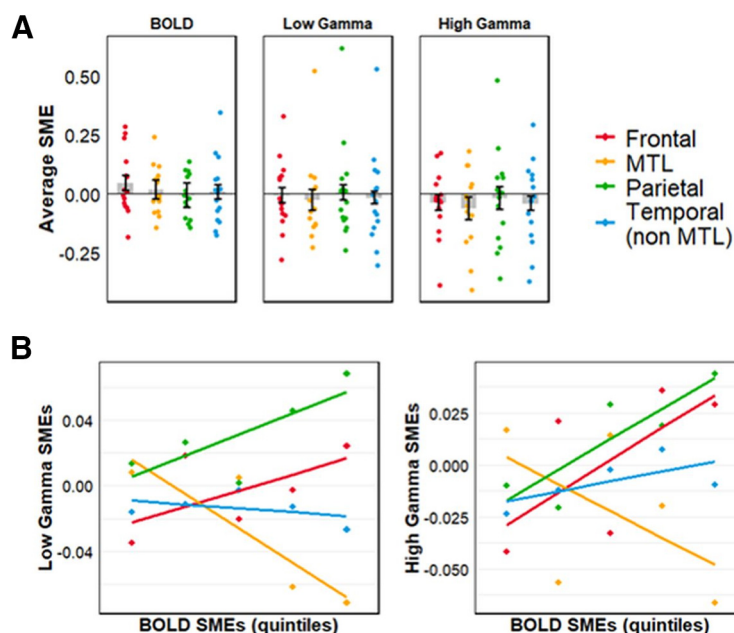 A
BOLD
Low Gamma
High Gamma
Average SME
0.50
0.25
0.00
-0.25
Frontal
MTL
Parietal
Temporal
(non MTL)
B
Low Gamma SMEs
0.04
0.00
-0.04
BOLD SMEs (quintiles)
High Gamma SMEs
0.025
0.000
-0.025
-0.050
BOLD SMEs (quintiles)